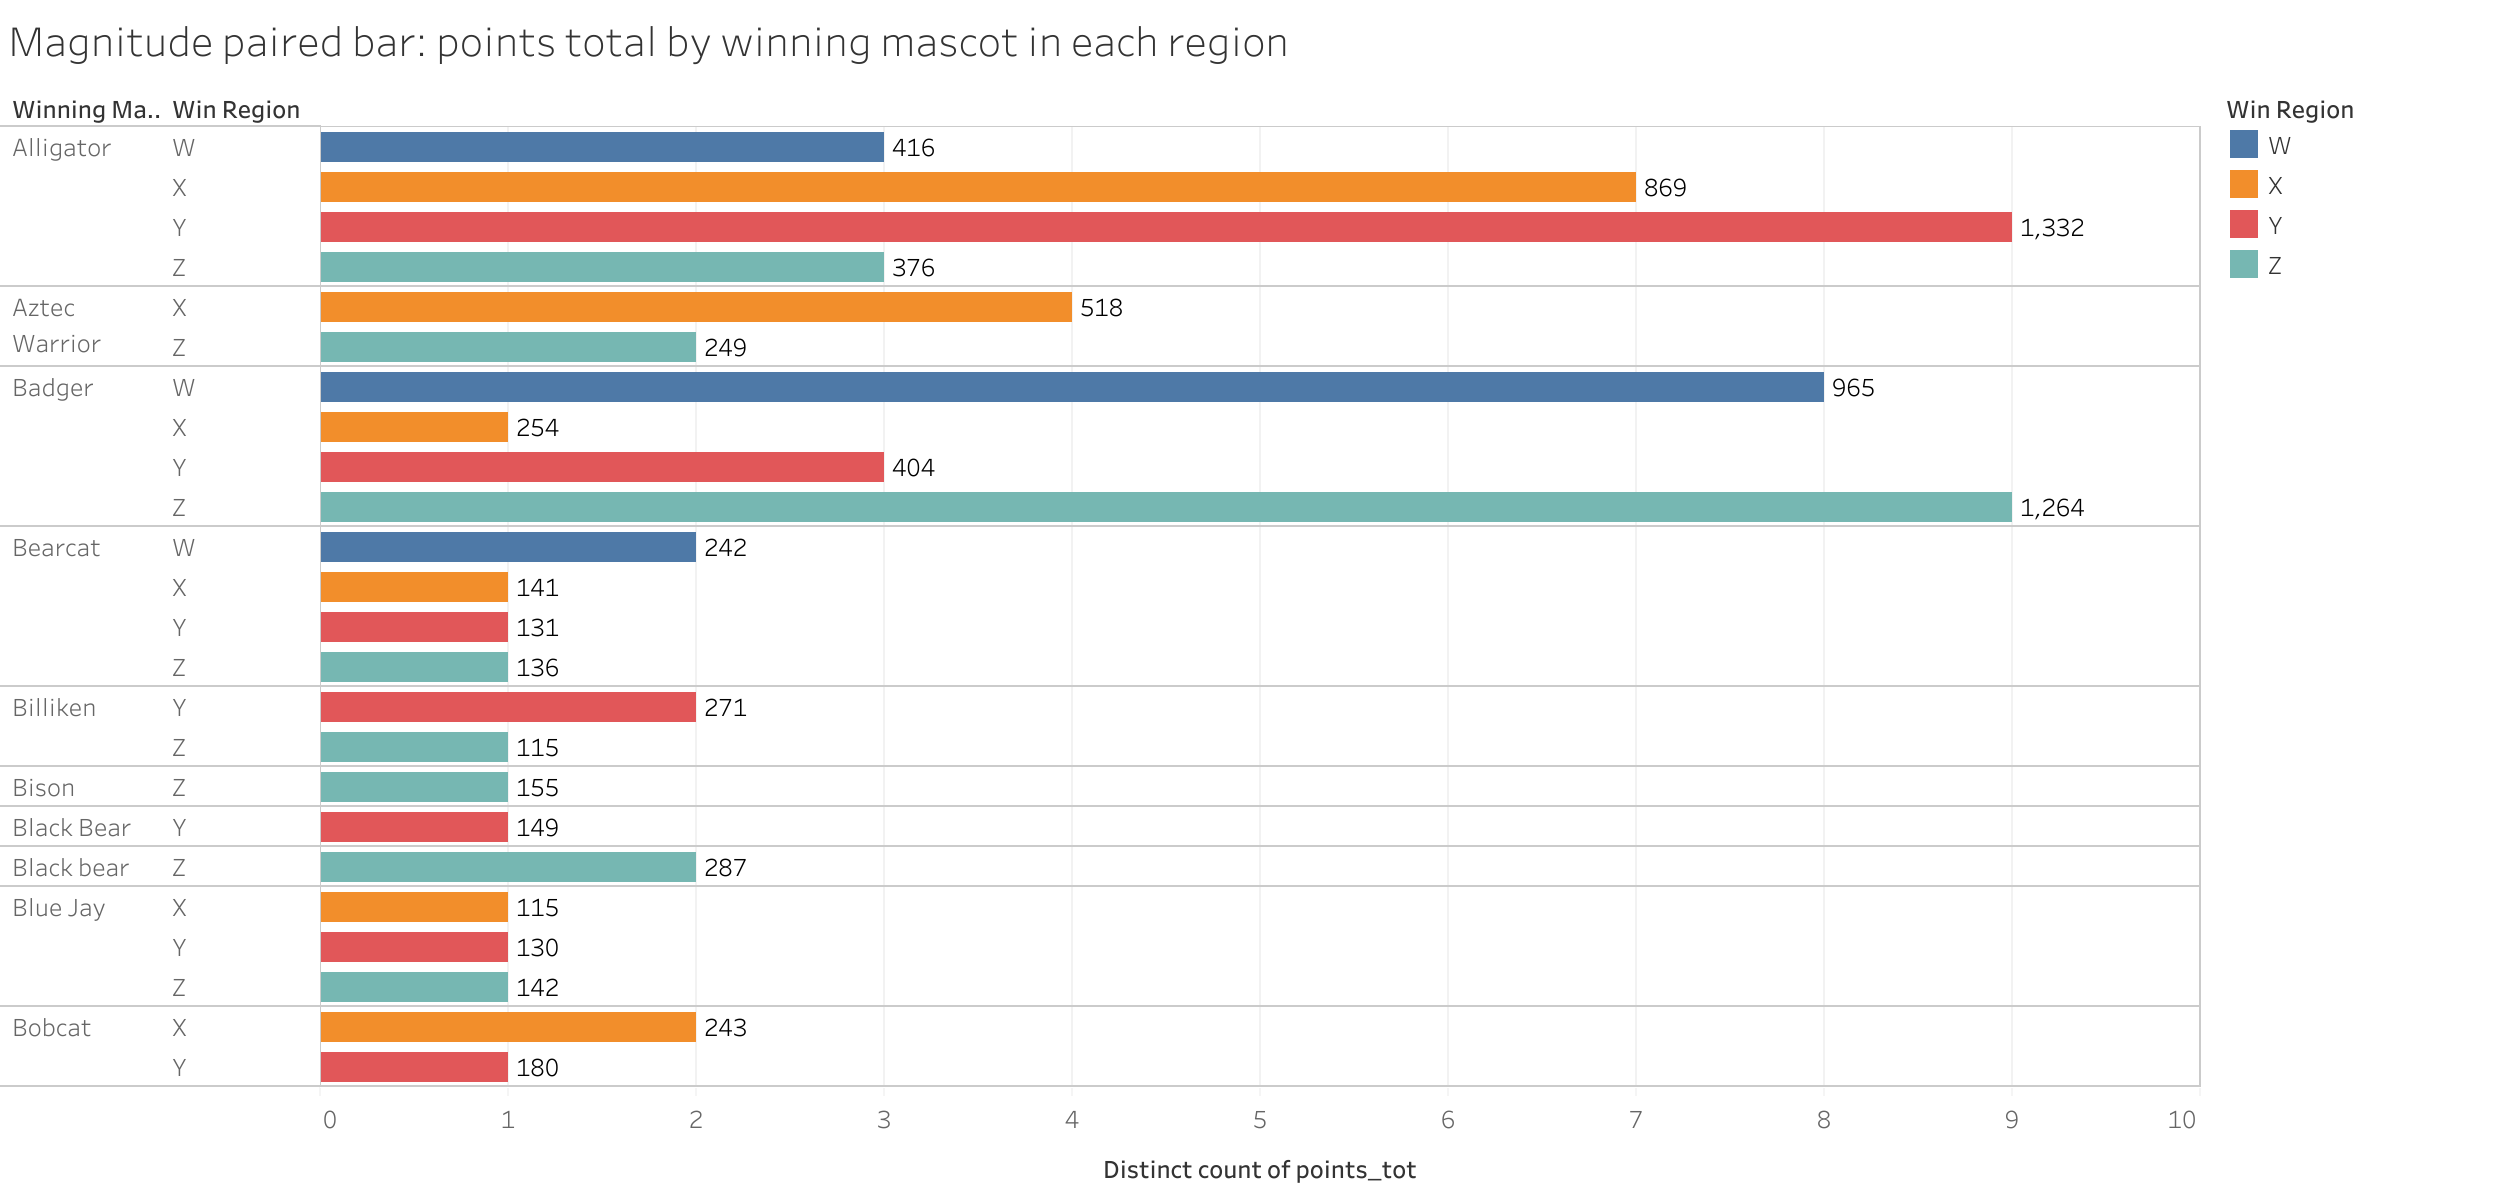 Magnitude paired bar: points total by winning mascot in each region
Winning Ma.. Win Region
Alligator W 416
X 869
Y 1,332
Z 376
Aztec X 518
Warrior Z 249
Badger W 965
X 254
Y 404
Z 1,264
Bearcat W 242
X 141
Y 131
Z 136
Billiken Y 271
Z 115
Bison Z 155
Black Bear Y 149
Black bear Z 287
Blue Jay X 115
Y 130
Z 142
Bobcat X 243
Y 180
0 1 2 3 4 5 6 7 8 9 10
Distinct count of points_tot
Win Region
W
X
Y
Z